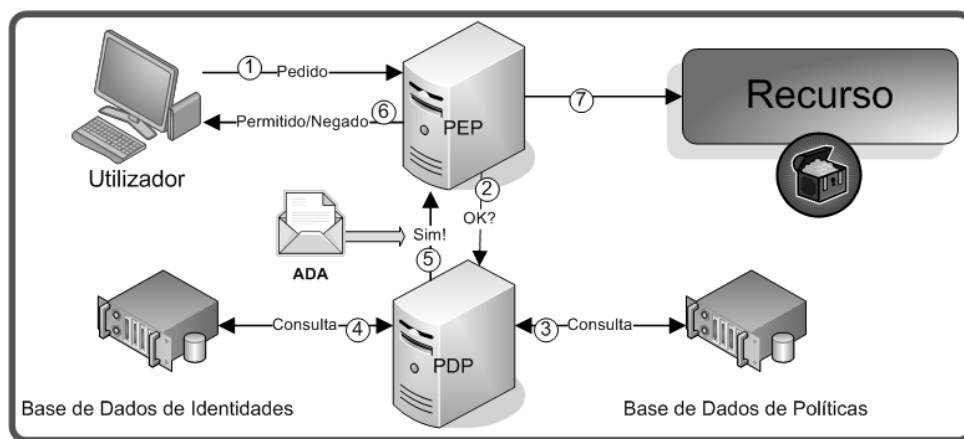 1 Pedido
6 Permitido/Negado
PEP
7
Recurso
Utilizador
2
OK?
ADA
Sim!
5
Consulta 4
PDP
3 Consulta
Base de Dados de Identidades
Base de Dados de Políticas